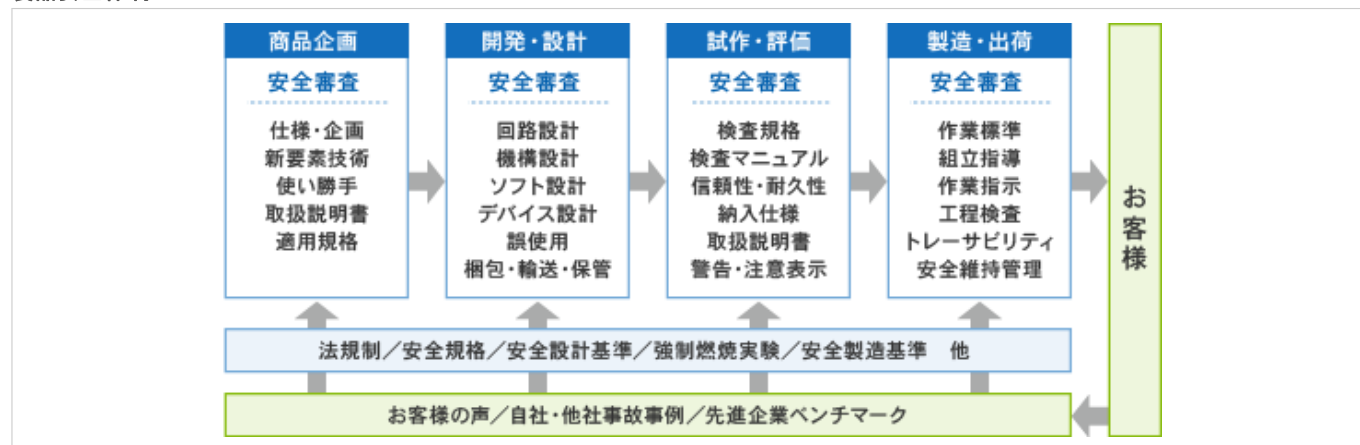 商品企画
安全審査
仕様・企画
新要素技術
使い勝手
取扱説明書
適用規格
開発・設計
安全審査
回路設計
機構設計
ソフト設計
デバイス設計
誤使用
梱包・輸送・保管
試作・評価
安全審査
検査規格
検査マニュアル
信頼性・耐久性
納入仕様
取扱説明書
警告・注意表示
製造・出荷
安全審査
作業標準
組立指導
作業指示
工程検査
トレーサビリティ
安全維持管理
お客様
法規制／安全規格／安全設計基準／強制燃焼実験／安全製造基準　他
お客様の声／自社・他社事故事例／先進企業ベンチマーク